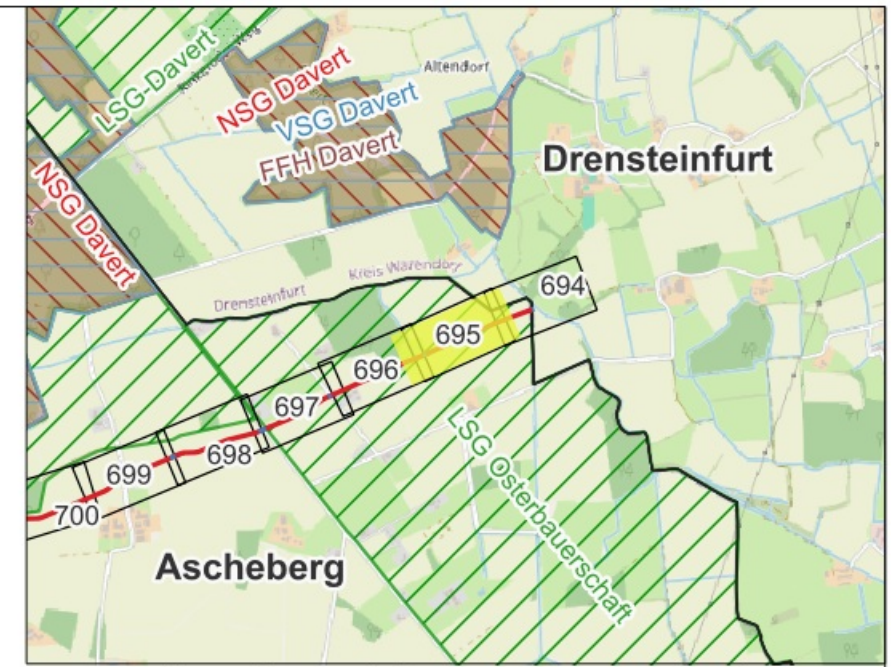 LSG-Davert
NSG Davert
VSG Davert
FFH Davert
Altendorf
Drensteinfurt
NSG Davert
Drensteinfurt
Kreis Warendorf
694
695
696
697
698
699
700
LSG Osterbauerschaft
Ascheberg